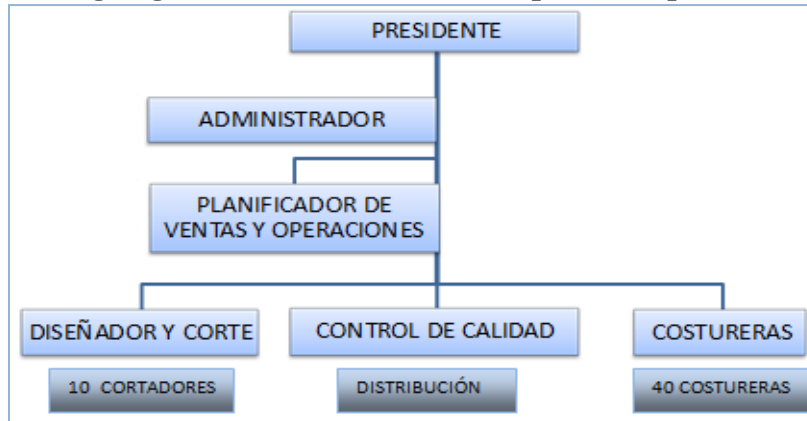 PRESIDENTE
ADMINISTRADOR
PLANIFICADOR DE
VENTAS Y OPERACIONES
DISEÑADOR Y CORTE
CONTROL DE CALIDAD
COSTURERAS
10 CORTADORES
DISTRIBUCIÓN
40 COSTURERAS